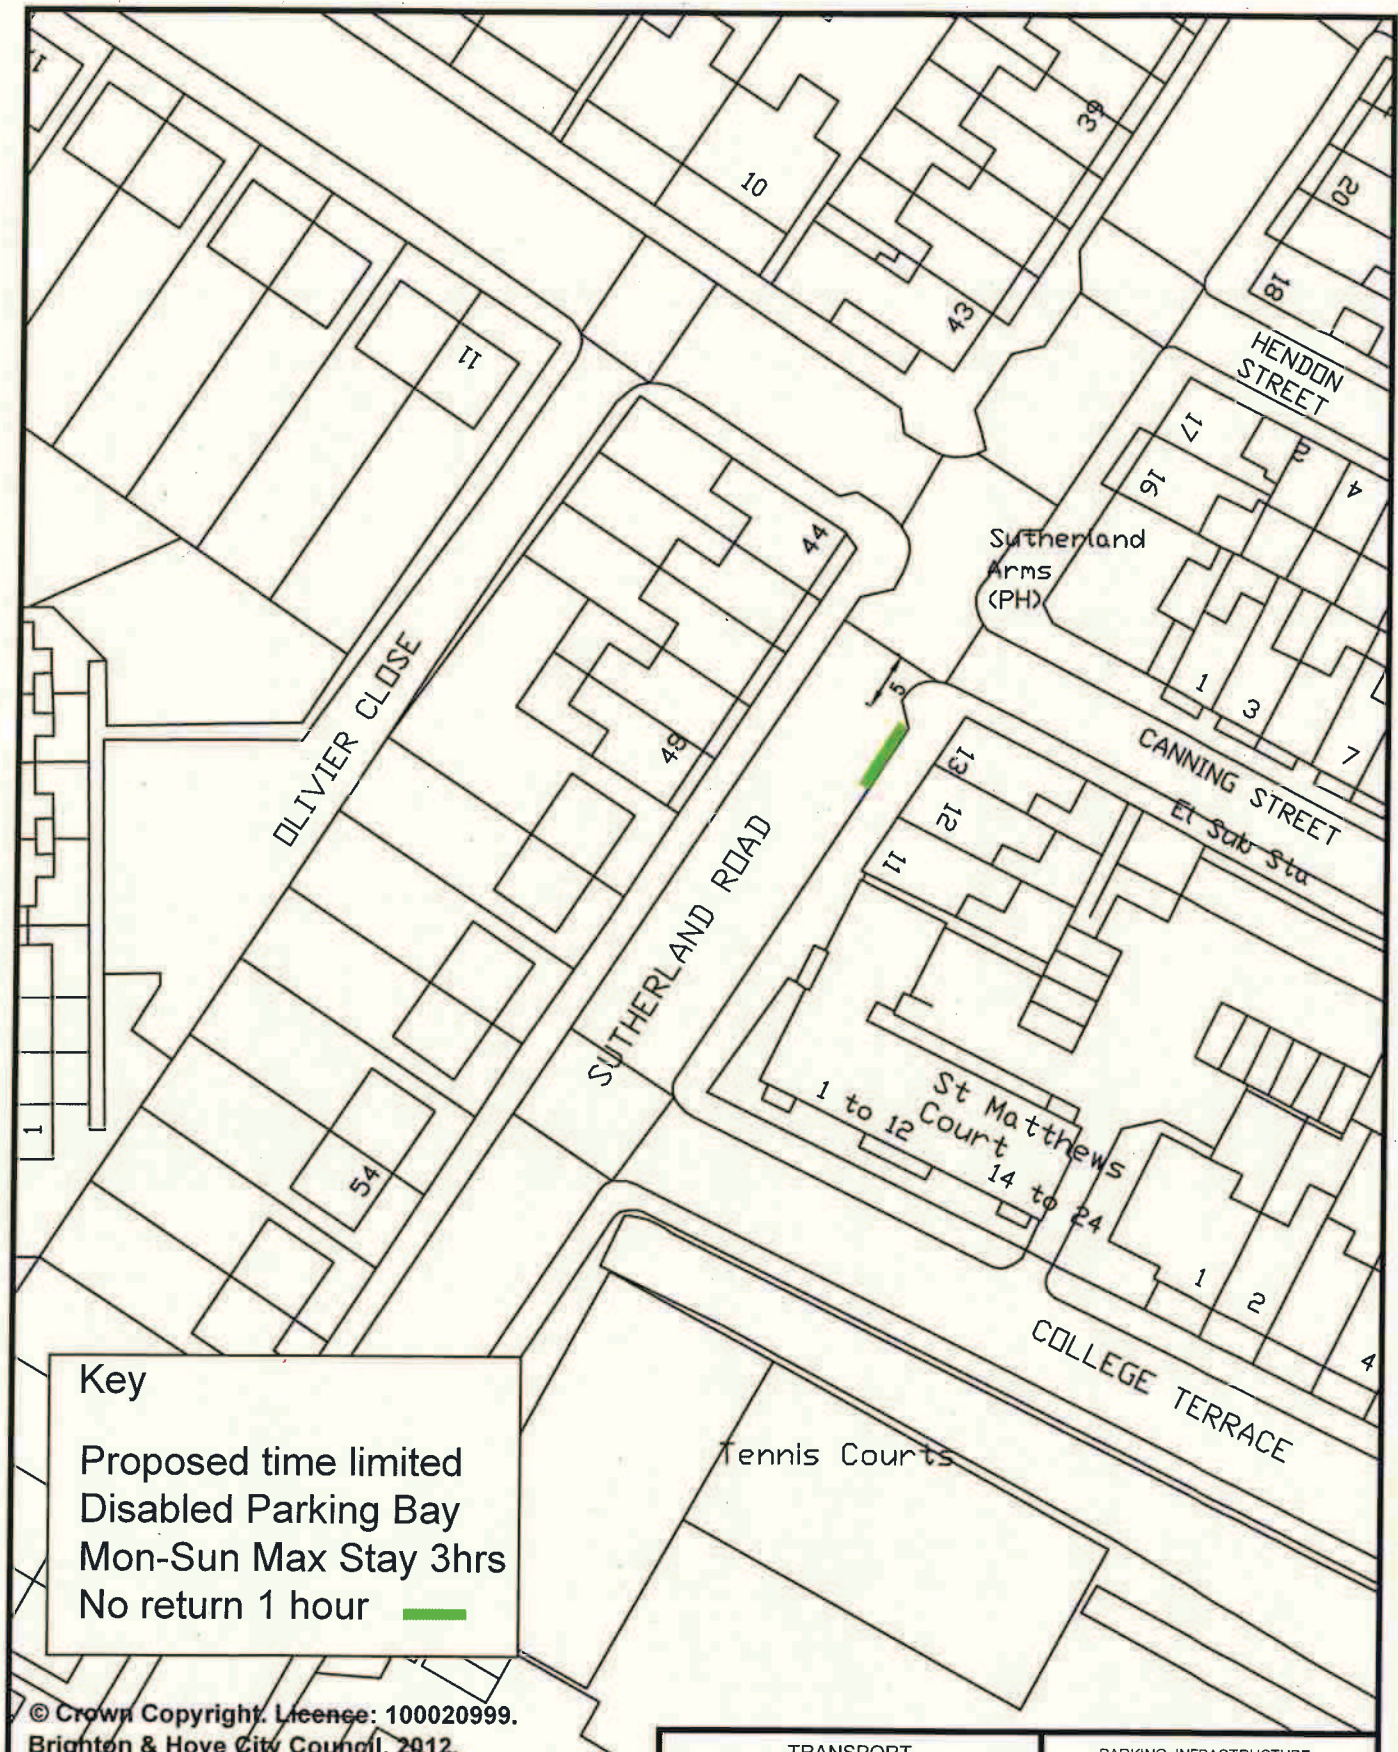 11
10
39
43
20
18
HENDON
STREET
17
16
2
4
Sutherland
Arms
(PH)
44
49
5
1
3
7
CANNING STREET
El Sub Sta
13
12
11
OLIVIER CLOSE
SUTHERLAND ROAD
St Matthews
Court
1 to 12
14 to 24
54
1
1
2
4
COLLEGE TERRACE
Tennis Courts
Key
Proposed time limited
Disabled Parking Bay
Mon-Sun Max Stay 3hrs
No return 1 hour
© Crown Copyright. Licence: 100020999.
Brighton & Hove City Council. 2012.
TRANSPORT
PARKING INFRASTRUCTURE